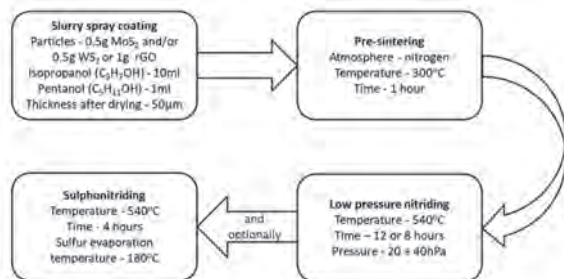 Slurry spray coating
Particles - 0.5g MoS₂ and/or
0.5g WS₂ or 1g rGO
Isopropanol (C₃H₇OH) - 10ml
Pentanol (C₅H₁₁OH) - 1ml
Thickness after drying - 50μm
Pre-sintering
Atmosphere - nitrogen
Temperature - 300°C
Time - 1 hour
Low pressure nitriding
Temperature - 540°C
Time – 12 or 8 hours
Pressure - 20 ÷ 40hPa
and
optionally
Sulphonitriding
Temperature - 540°C
Time - 4 hours
Sulfur evaporation
temperature - 180°C